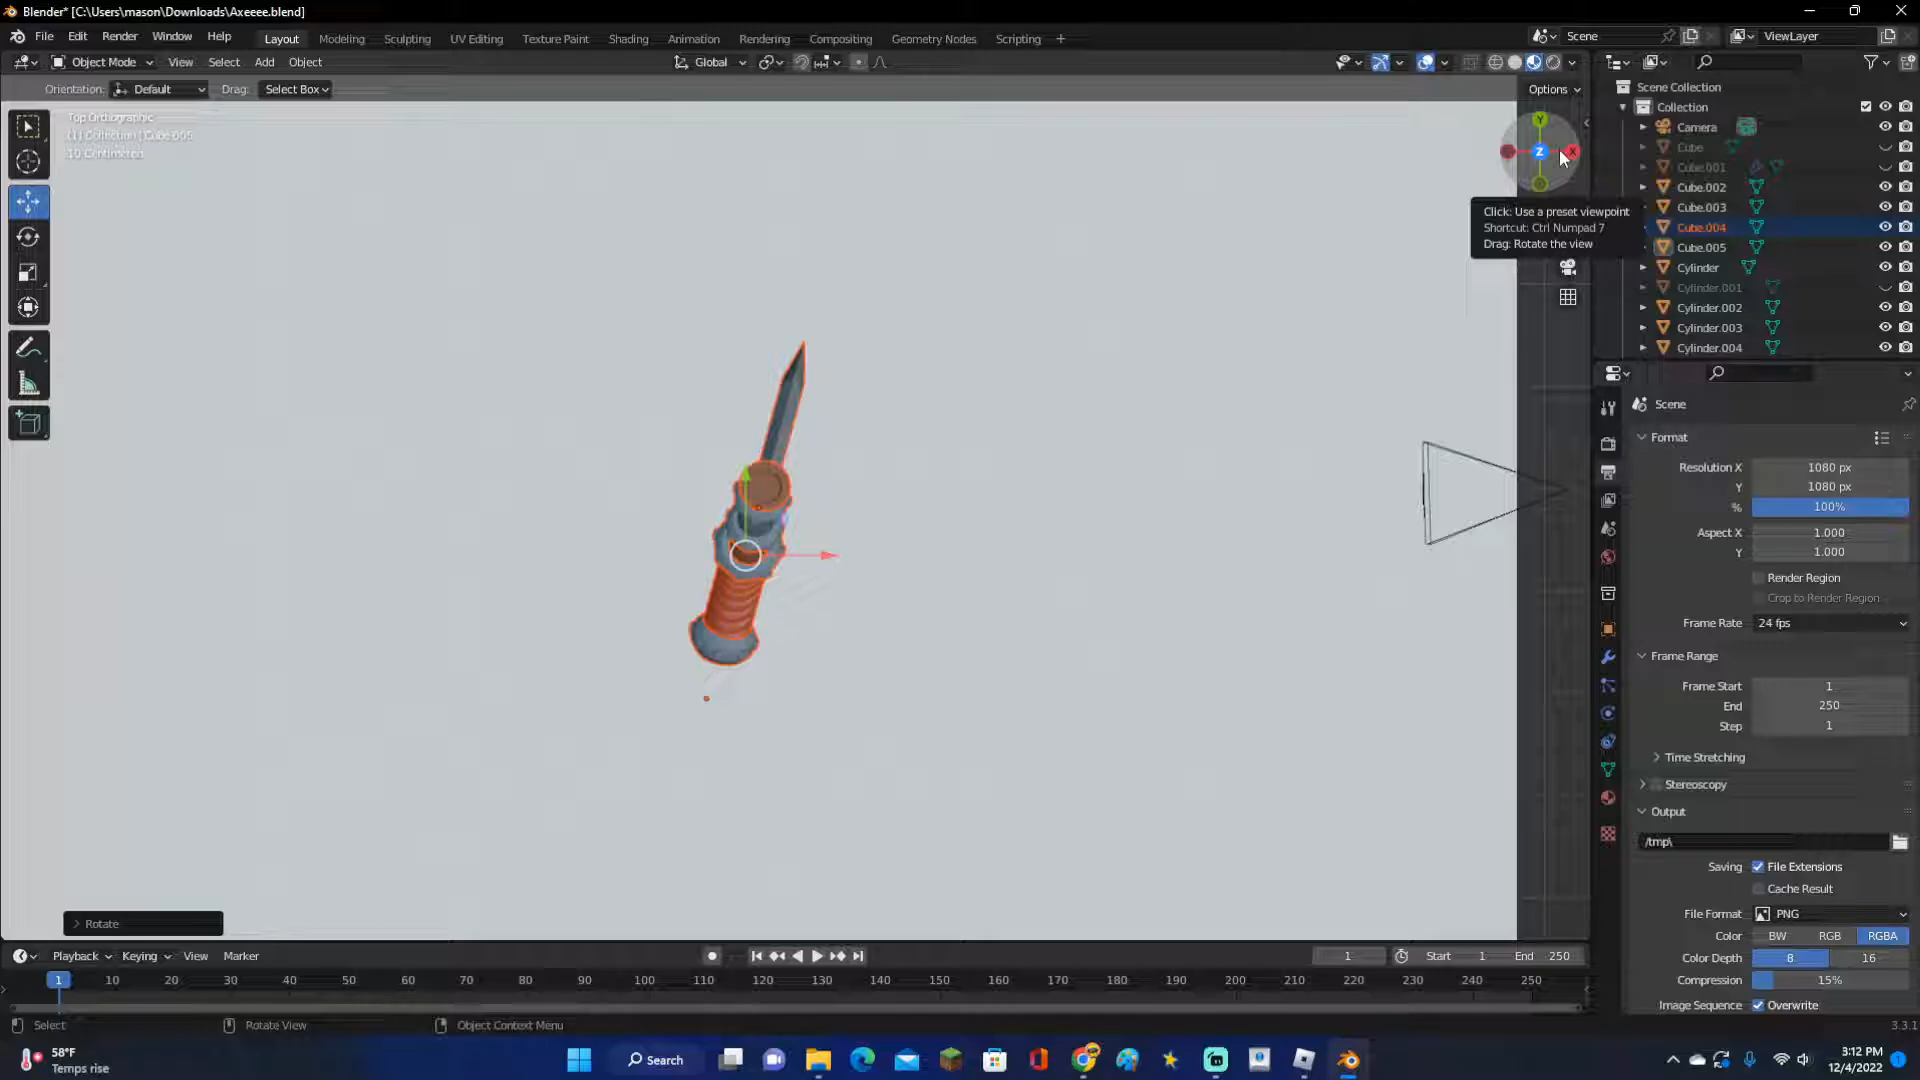 Blender* [C:\Users\mason\Downloads\Axeeee.blend]
File Edit Render Window Help
Layout Modeling Sculpting UV Editing Texture Paint Shading Animation Rendering Compositing Geometry Nodes Scripting +
Scene
ViewLayer
Object Mode View Select Add Object
Global
Orientation: Default Drag: Select Box
Options
Top Orthographic
(1) Collection | Cube.005
10 Centimeters
Y
Z
X
Click: Use a preset viewpoint
Shortcut: Ctrl Numpad 7
Drag: Rotate the view
Scene Collection
Collection
Camera
Cube
Cube.001
Cube.002
Cube.003
Cube.004
Cube.005
Cylinder
Cylinder.001
Cylinder.002
Cylinder.003
Cylinder.004
Scene
Format
Resolution X 1080 px
Y 1080 px
% 100%
Aspect X 1.000
Y 1.000
Render Region
Crop to Render Region
Frame Rate 24 fps
Frame Range
Frame Start 1
End 250
Step 1
Time Stretching
Stereoscopy
Output
/tmp\
Saving File Extensions
Cache Result
File Format PNG
Color BW RGB RGBA
Color Depth 8 16
Compression 15%
Image Sequence Overwrite
Rotate
Playback Keying View Marker
1 Start 1 End 250
1 10 20 30 40 50 60 70 80 90 100 110 120 130 140 150 160 170 180 190 200 210 220 230 240 250
Select Rotate View Object Context Menu
3.3.1
58°F
Temps rise
Search
3:12 PM
12/4/2022
1